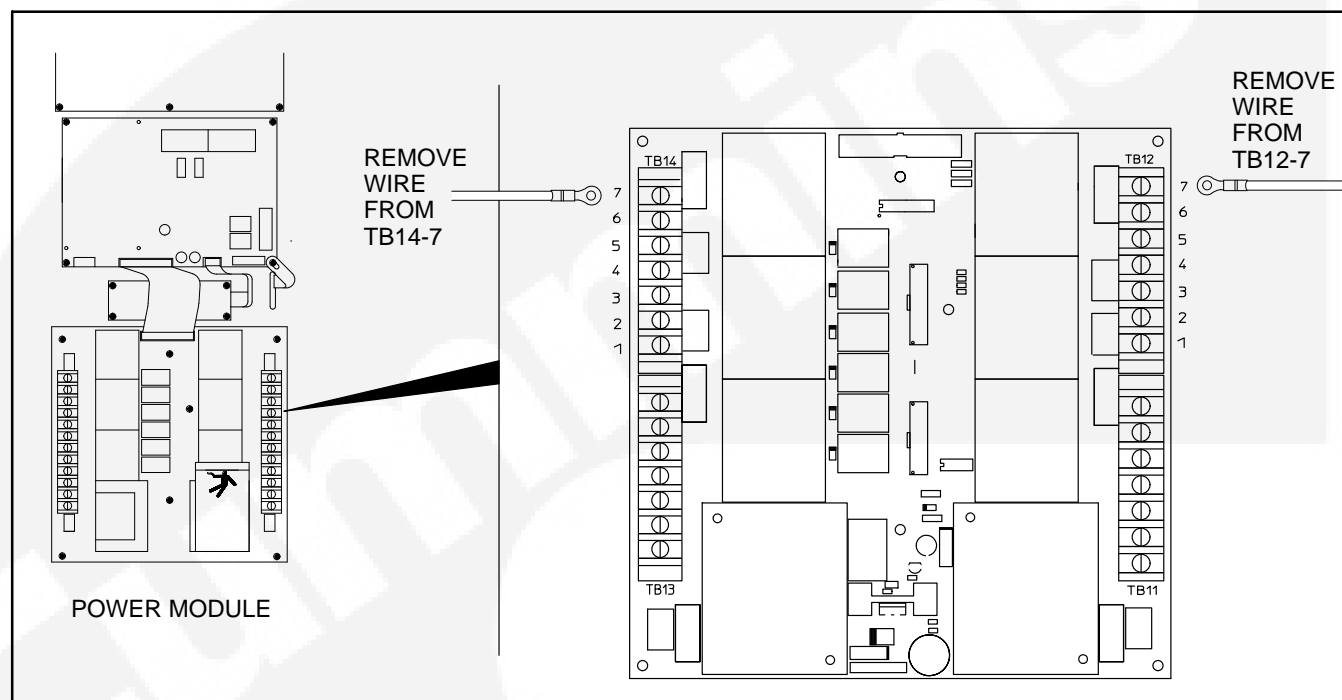 REMOVE
WIRE
FROM
TB14-7
POWER MODULE
TB14
7
6
5
4
3
2
1
TB13
TB12
7
6
5
4
3
2
1
TB11
REMOVE
WIRE
FROM
TB12-7